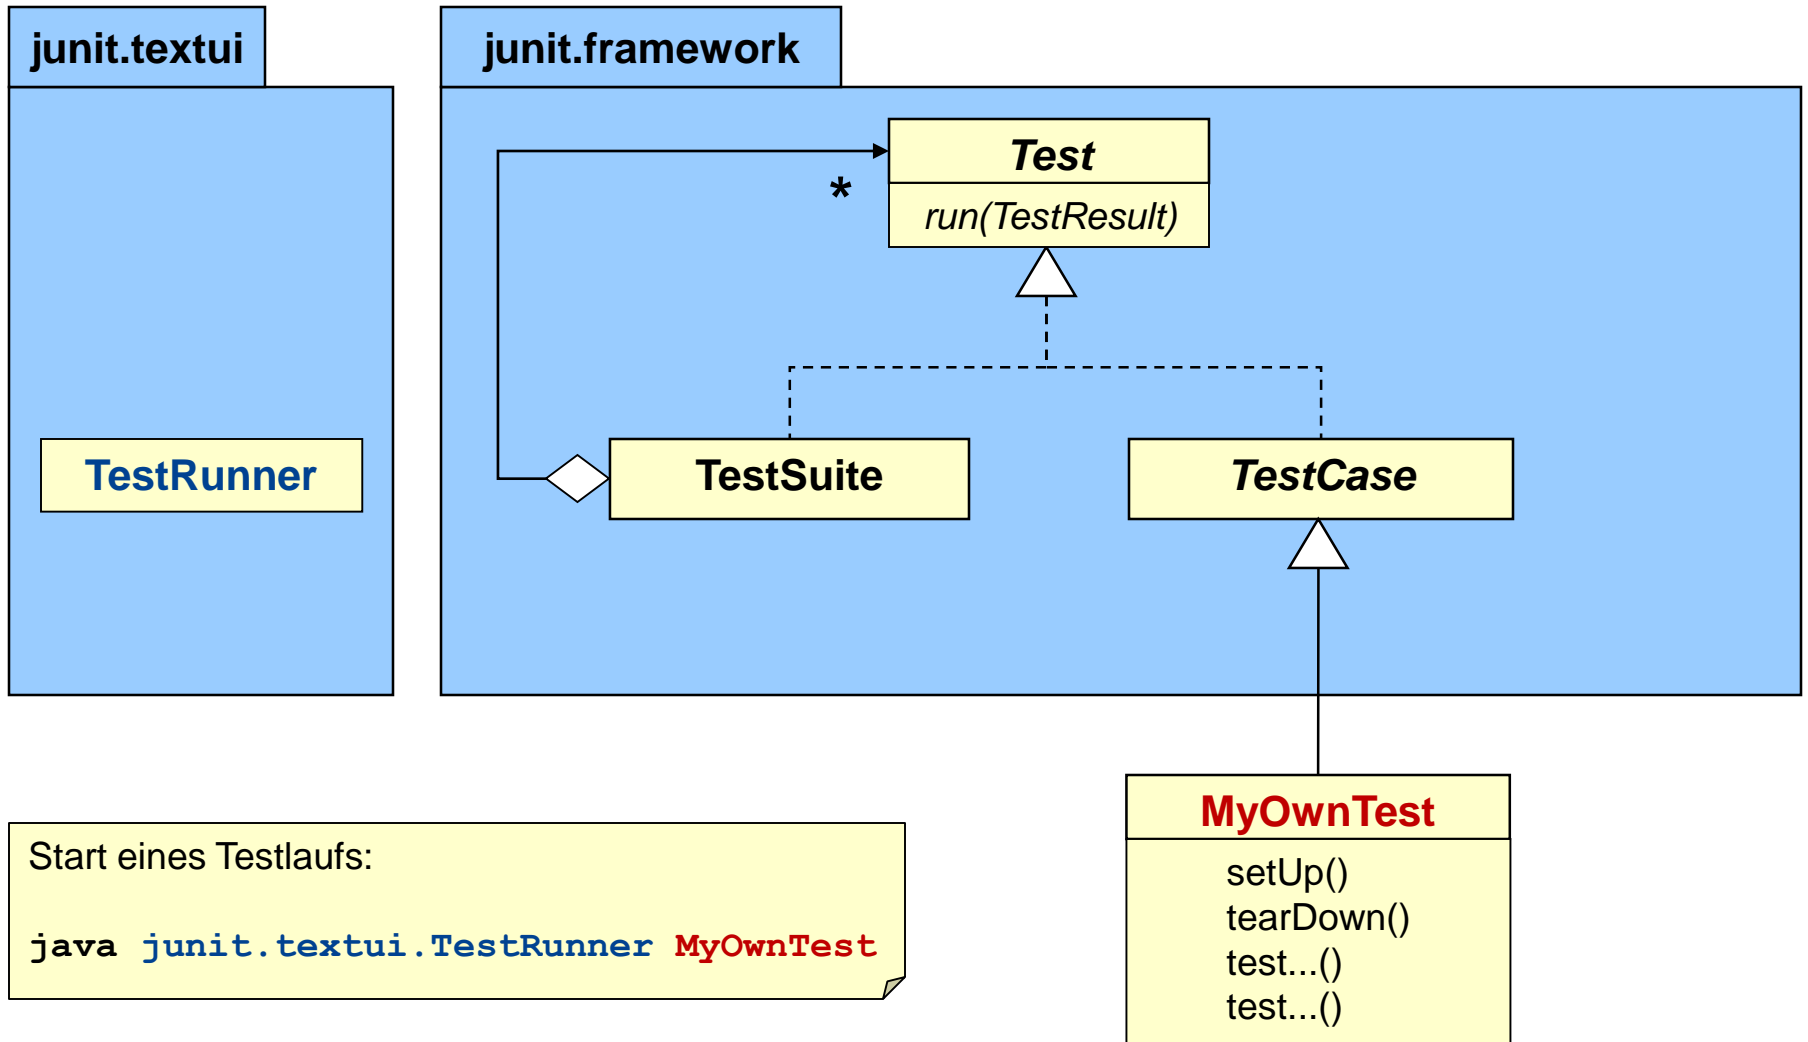 junit.textui
junit.framework
Test
*
run(TestResult)
TestRunner
TestSuite
TestCase
MyOwnTest
setUp()
tearDown()
test...()
test...()
Start eines Testlaufs:
java junit.textui.TestRunner MyOwnTest